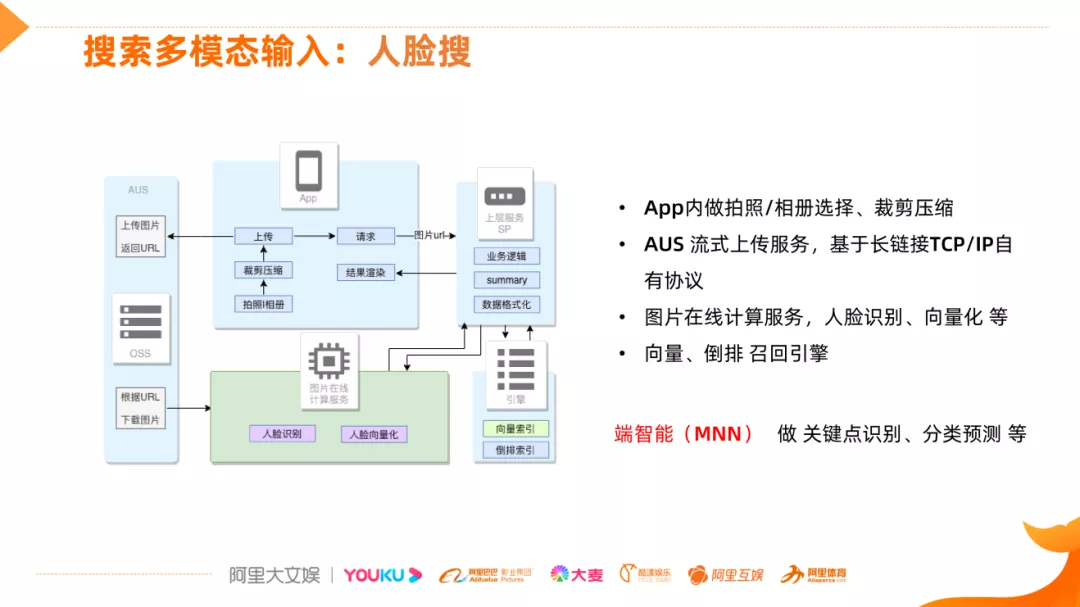 搜索多模态输入：人脸搜
AUS
上传图片
返回URL
OSS
根据URL
下载图片
App
上传
请求
图片url
裁剪压缩
结果渲染
拍照I相册
上层服务
SP
业务逻辑
summary
数据格式化
图片在线
计算服务
人脸识别
人脸向量化
引擎
向量索引
倒排索引
• App内做拍照/相册选择、裁剪压缩
• AUS 流式上传服务，基于长链接TCP/IP自
有协议
• 图片在线计算服务，人脸识别、向量化 等
• 向量、倒排 召回引擎
端智能（MNN） 做 关键点识别、分类预测 等
阿里大文娱
YOUKU
阿里巴巴 影业集团
Alibaba Pictures
大麦
酷漾娱乐
阿里互娱
阿里体育
Alisports.com